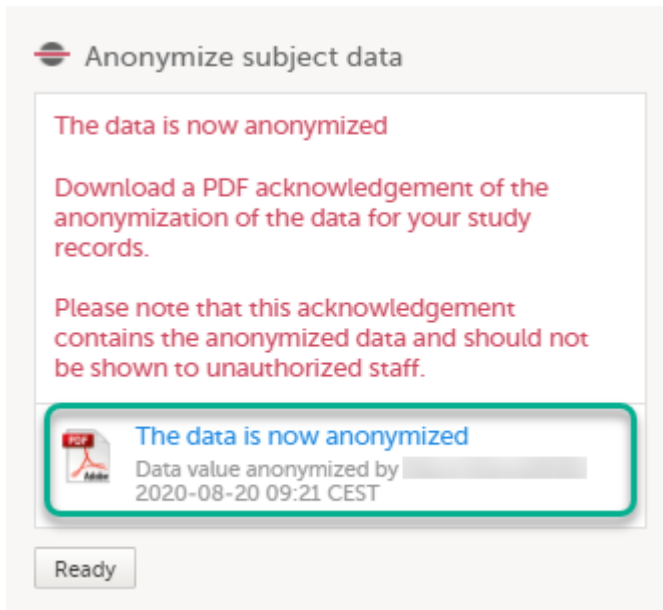 Anonymize subject data
The data is now anonymized
Download a PDF acknowledgement of the
anonymization of the data for your study
records.
Please note that this acknowledgement
contains the anonymized data and should not
be shown to unauthorized staff.
PDF
Adobe
The data is now anonymized
Data value anonymized by
2020-08-20 09:21 CEST
Ready